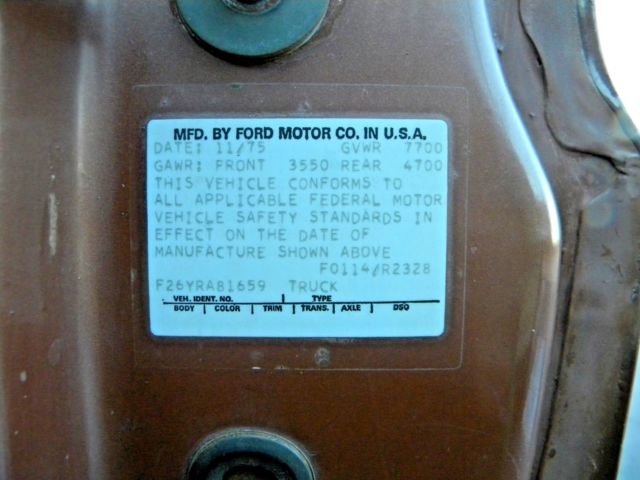 MFD. BY FORD MOTOR CO. IN U.S.A.
DATE: 11/75 GVWR 7700
GAWR: FRONT 3550 REAR 4700
THIS VEHICLE CONFORMS TO
ALL APPLICABLE FEDERAL MOTOR
VEHICLE SAFETY STANDARDS IN
EFFECT ON THE DATE OF
MANUFACTURE SHOWN ABOVE
F0114/R2328
F26YRA81659 TRUCK
VEH. IDENT. NO. TYPE
BODY COLOR TRIM TRANS. AXLE DSO